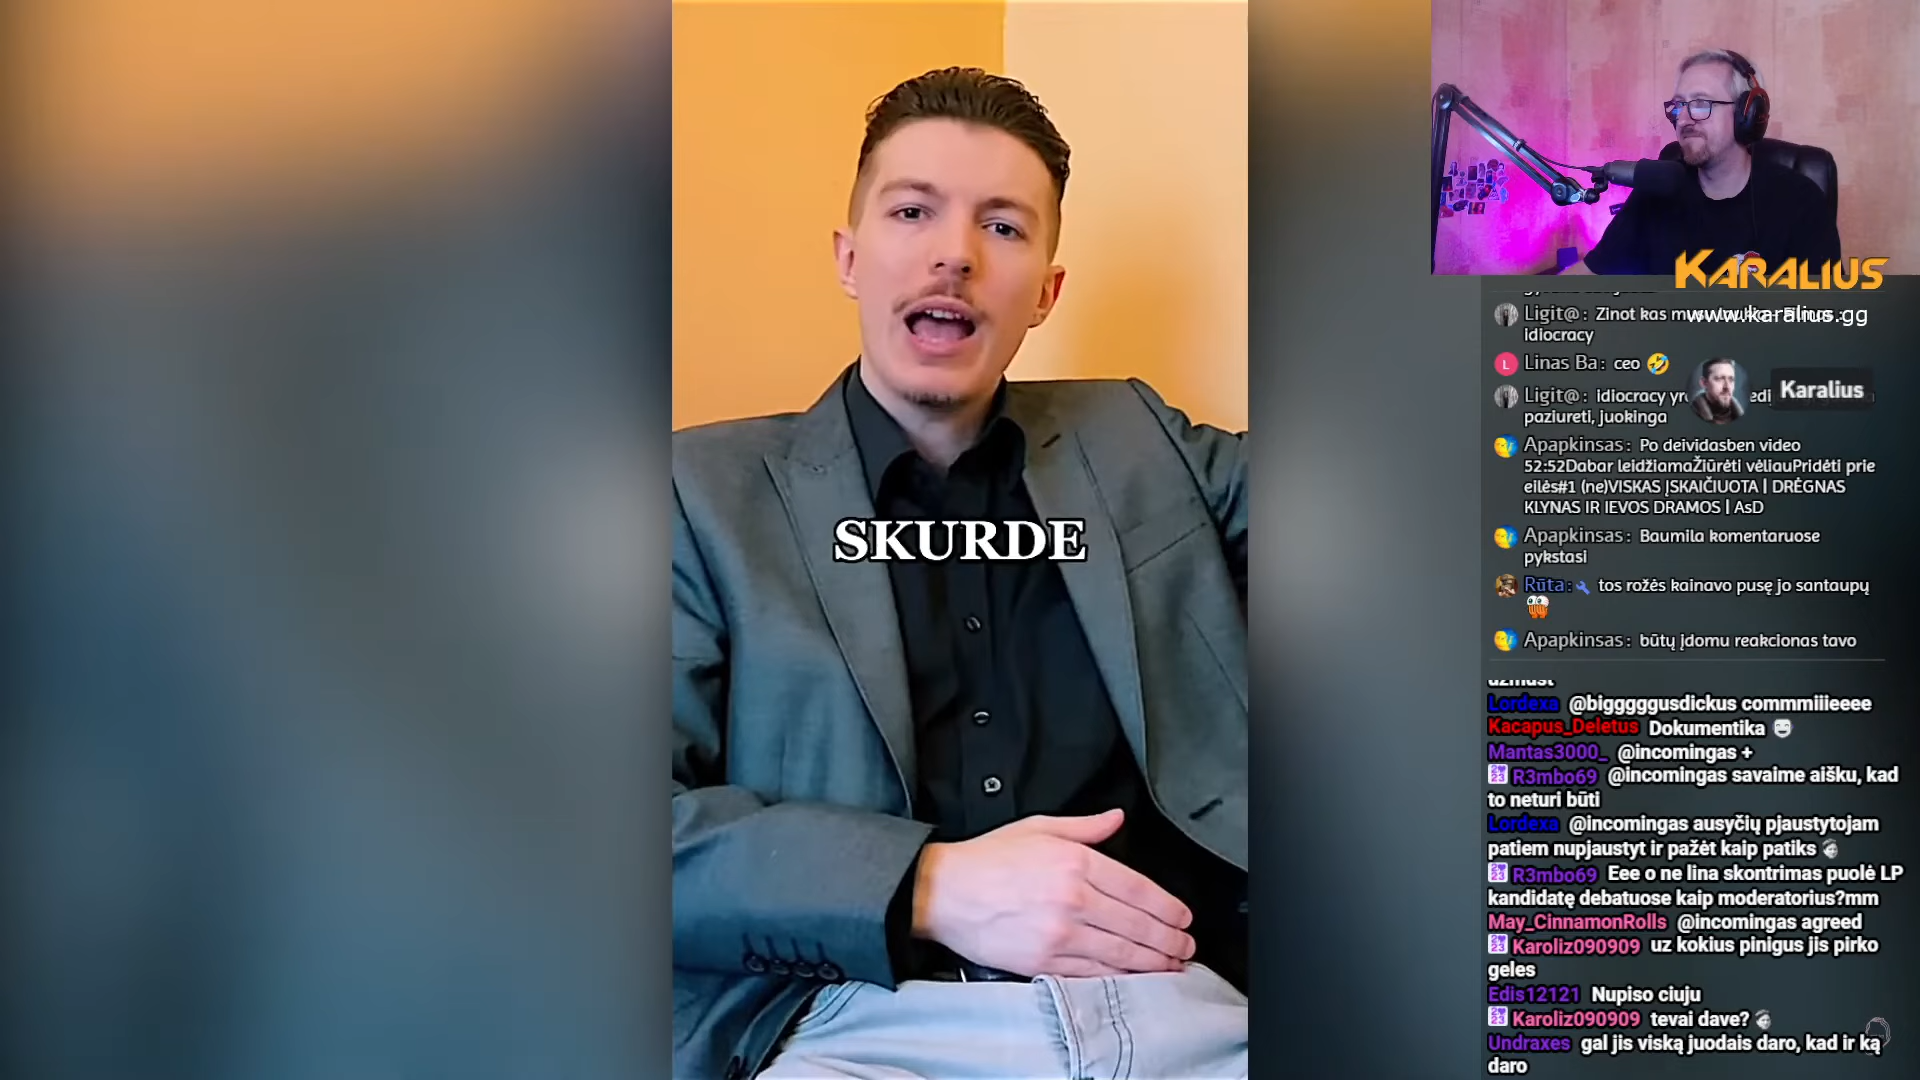 SKURDE
KARALIUS
www.karalius.gg
Ligit@: Zinot kas
idiocracy
Linas Ba: ceo
Ligit@: idiocracy
paziureti, juokinga
Karalius
Apapkinsas: Po deividasben video
52:52Dabar leidžiamaŽiūrėti vėliauPridėti prie
eilės#1 (ne)VISKAS ĮSKAIČIUOTA | DRĖGNAS
KLYNAS IR IEVOS DRAMOS | AsD
Apapkinsas: Baumila komentaruose
pykstasi
Rūta: tos rožės kainavo pusę jo santaupų
Apapkinsas: būtų įdomu reakcionas tavo
Lordexa @bigggggusdickus commmiiieeee
Kacapus_Deletus Dokumentika
Mantas3000_ @incomingas +
R3mbo69 @incomingas savaime aišku, kad
to neturi būti
Lordexa @incomingas ausyčių pjaustytojam
patiem nupjaustyt ir pažėt kaip patiks
R3mbo69 Eee o ne lina skontrimas puolė LP
kandidatę debatuose kaip moderatorius?mm
May_CinnamonRolls @incomingas agreed
Karoliz090909 uz kokius pinigus jis pirko
geles
Edis12121 Nupiso ciuju
Karoliz090909 tevai dave?
Undraxes gal jis viską juodais daro, kad ir ką
daro